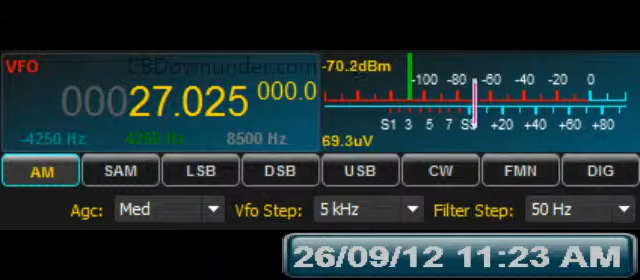 VFO CBDownunder.com
00027.025 000.0
-4250 Hz 4250 Hz 8500 Hz
-70.2dBm
-100 -80 -60 -40 -20 0
S1 3 5 7 S9 +20 +40 +60 +80
69.3uV
AM SAM LSB DSB USB CW FMN DIG
Agc: Med Vfo Step: 5 kHz Filter Step: 50 Hz
26/09/12 11:23 AM